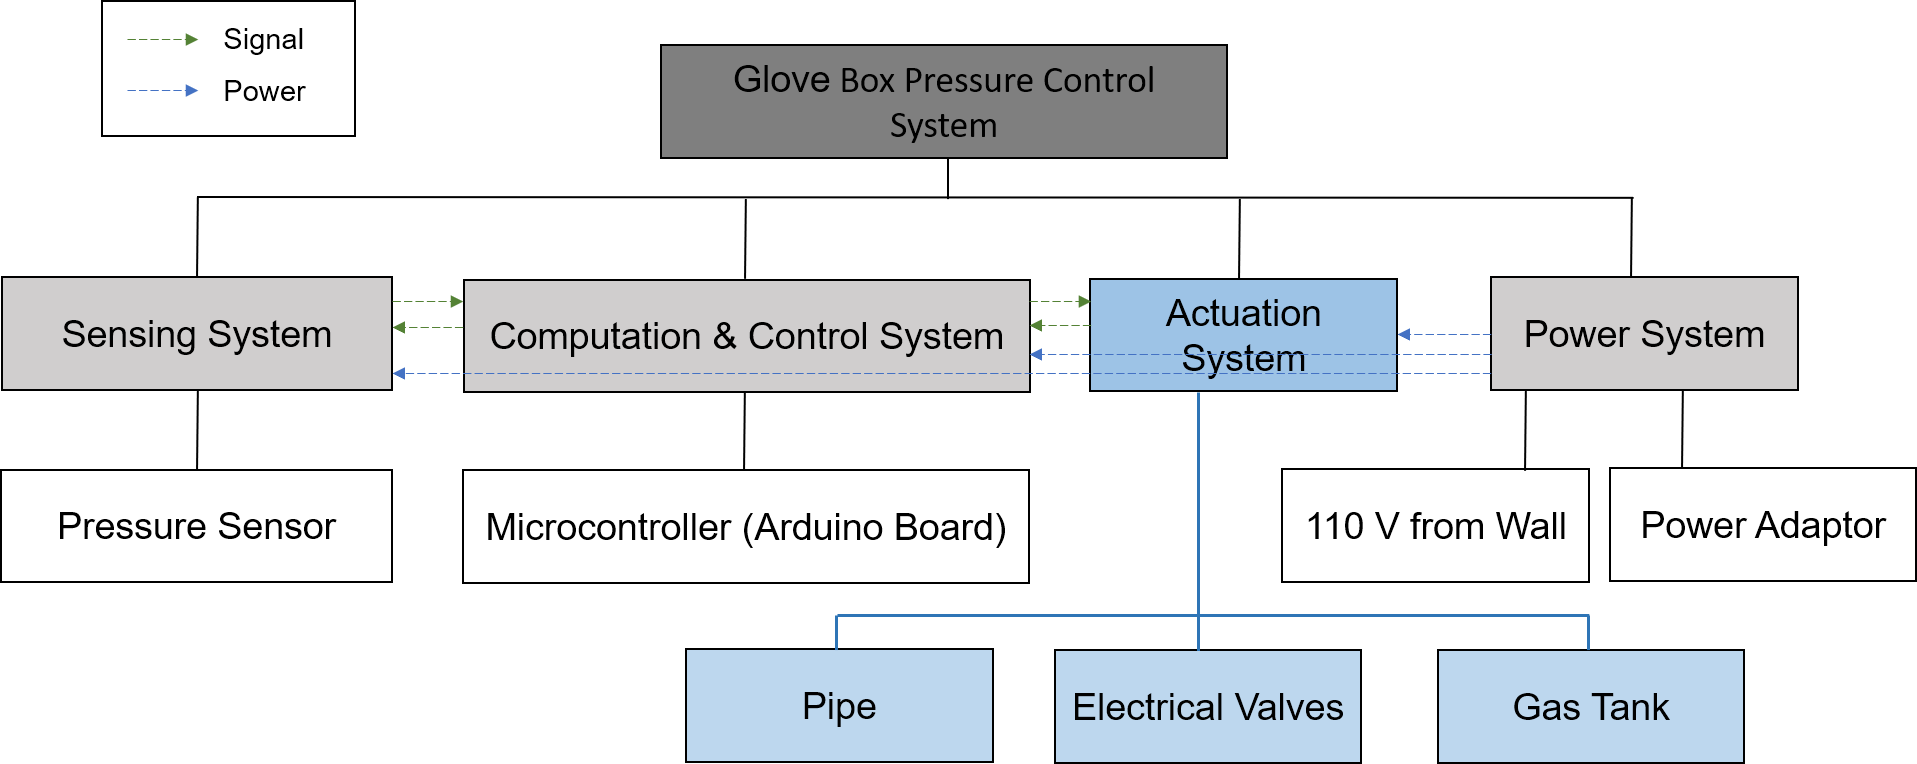 Signal
Power
Glove Box Pressure Control
System
Sensing System
Computation & Control System
Actuation
System
Power System
Pressure Sensor
Microcontroller (Arduino Board)
110 V from Wall
Power Adaptor
Pipe
Electrical Valves
Gas Tank